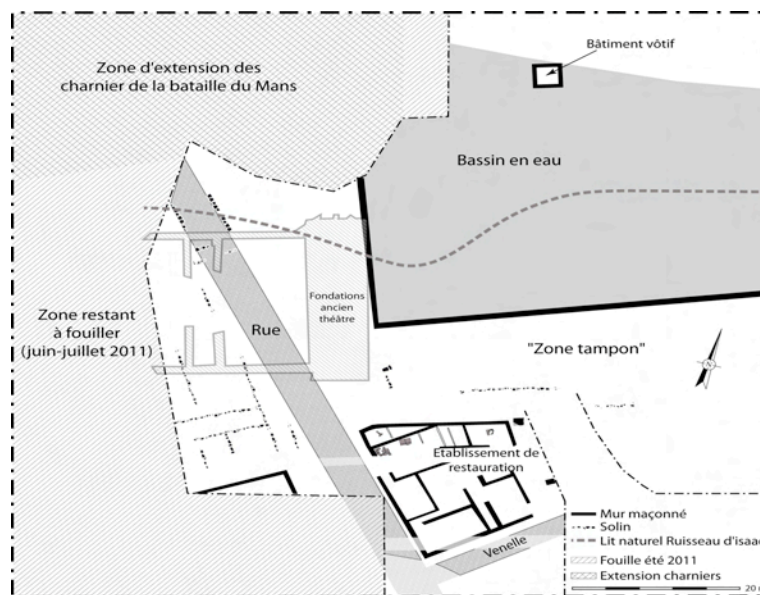 Zone d'extension des
charnier de la bataille du Mans
Bâtiment vôtif
Bassin en eau
Zone restant
à fouiller
(juin-juillet 2011)
Fondations
ancien
théâtre
Rue
"Zone tampon"
N
Etablissement de
restauration
Venelle
Mur maçonné
Solin
Lit naturel Ruisseau d'isaac
Fouille été 2011
Extension charniers
20 m